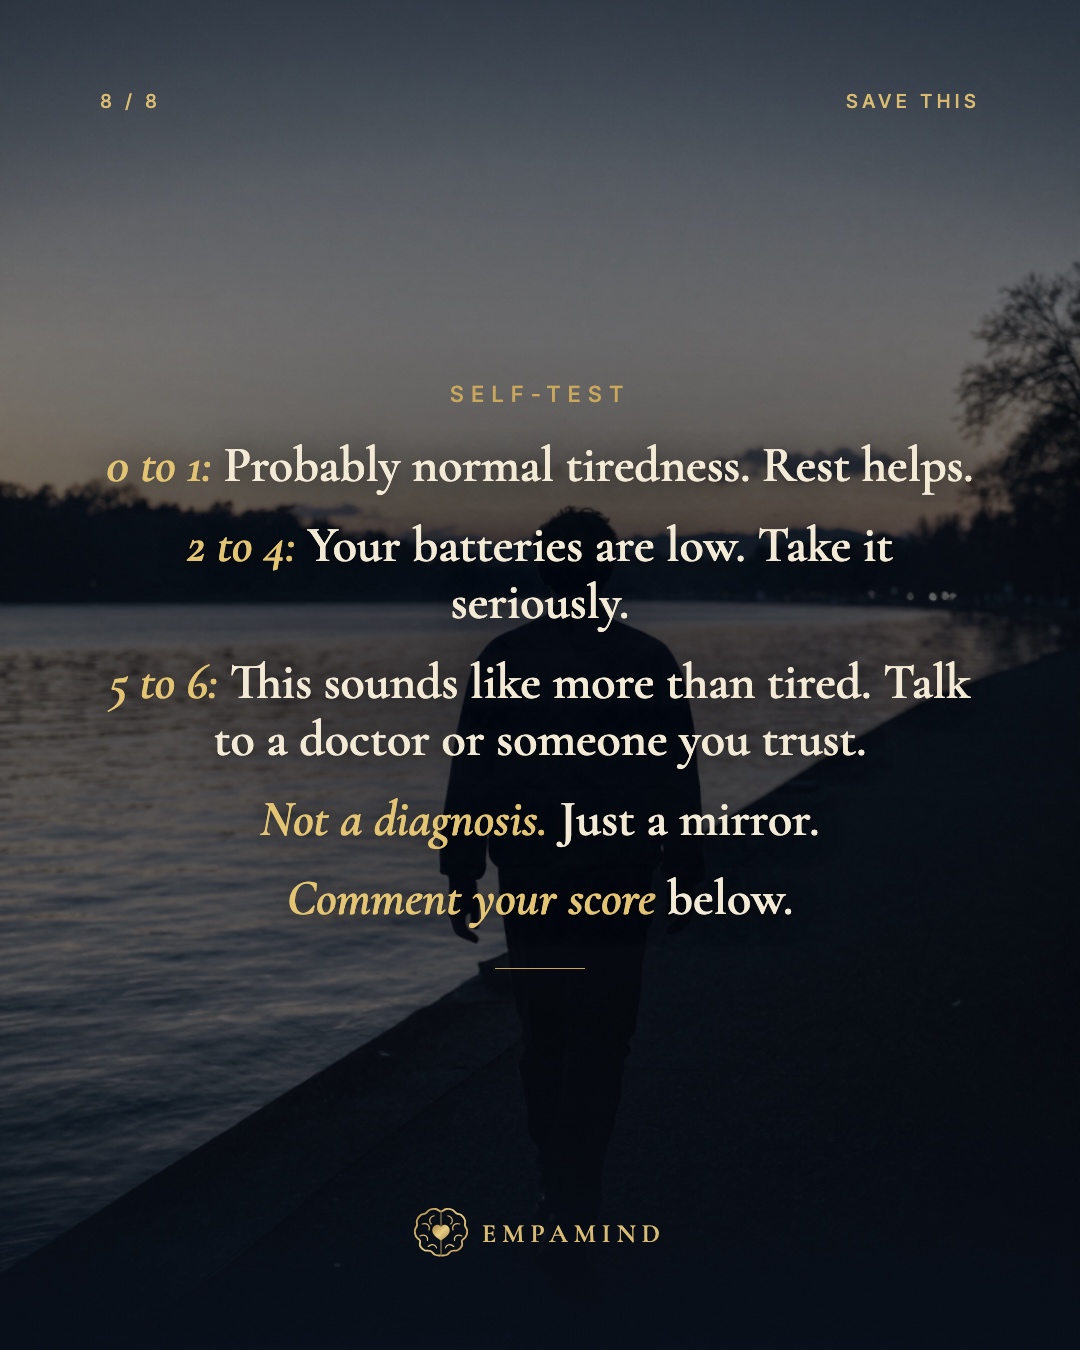 8 / 8
SAVE THIS
SELF-TEST
0 to 1: Probably normal tiredness. Rest helps.
2 to 4: Your batteries are low. Take it
seriously.
5 to 6: This sounds like more than tired. Talk
to a doctor or someone you trust.
Not a diagnosis. Just a mirror.
Comment your score below.
EMPAMIND